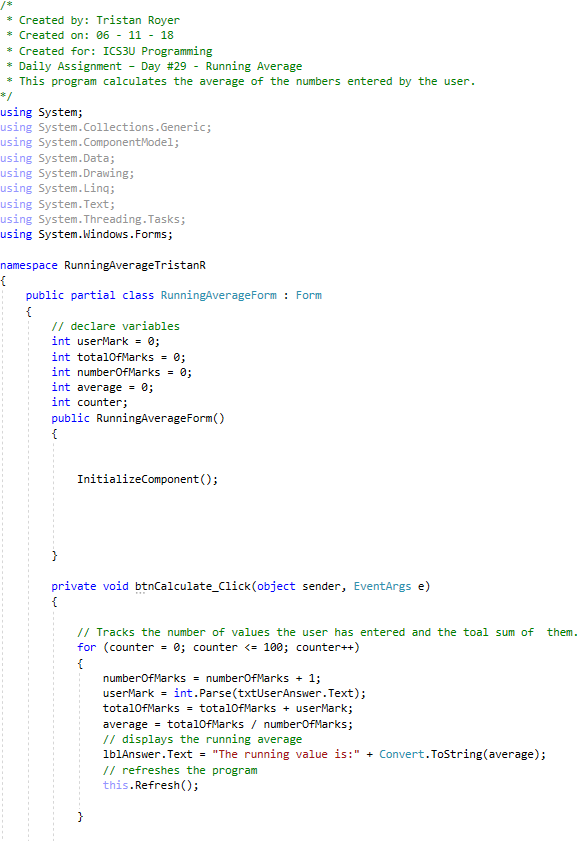 /*
 * Created by: Tristan Royer
 * Created on: 06 - 11 - 18
 * Created for: ICS3U Programming
 * Daily Assignment – Day #29 - Running Average
 * This program calculates the average of the numbers entered by the user.
*/
using System;
using System.Collections.Generic;
using System.ComponentModel;
using System.Data;
using System.Drawing;
using System.Linq;
using System.Text;
using System.Threading.Tasks;
using System.Windows.Forms;

namespace RunningAverageTristanR
{
    public partial class RunningAverageForm : Form
    {
        // declare variables
        int userMark = 0;
        int totalOfMarks = 0;
        int numberOfMarks = 0;
        int average = 0;
        int counter;
        public RunningAverageForm()
        {

            InitializeComponent();

        }

        private void btnCalculate_Click(object sender, EventArgs e)
        {

            // Tracks the number of values the user has entered and the toal sum of  them.
            for (counter = 0; counter <= 100; counter++)
            {
                numberOfMarks = numberOfMarks + 1;
                userMark = int.Parse(txtUserAnswer.Text);
                totalOfMarks = totalOfMarks + userMark;
                average = totalOfMarks / numberOfMarks;
                // displays the running average
                lblAnswer.Text = "The running value is:" + Convert.ToString(average);
                // refreshes the program
                this.Refresh();

            }